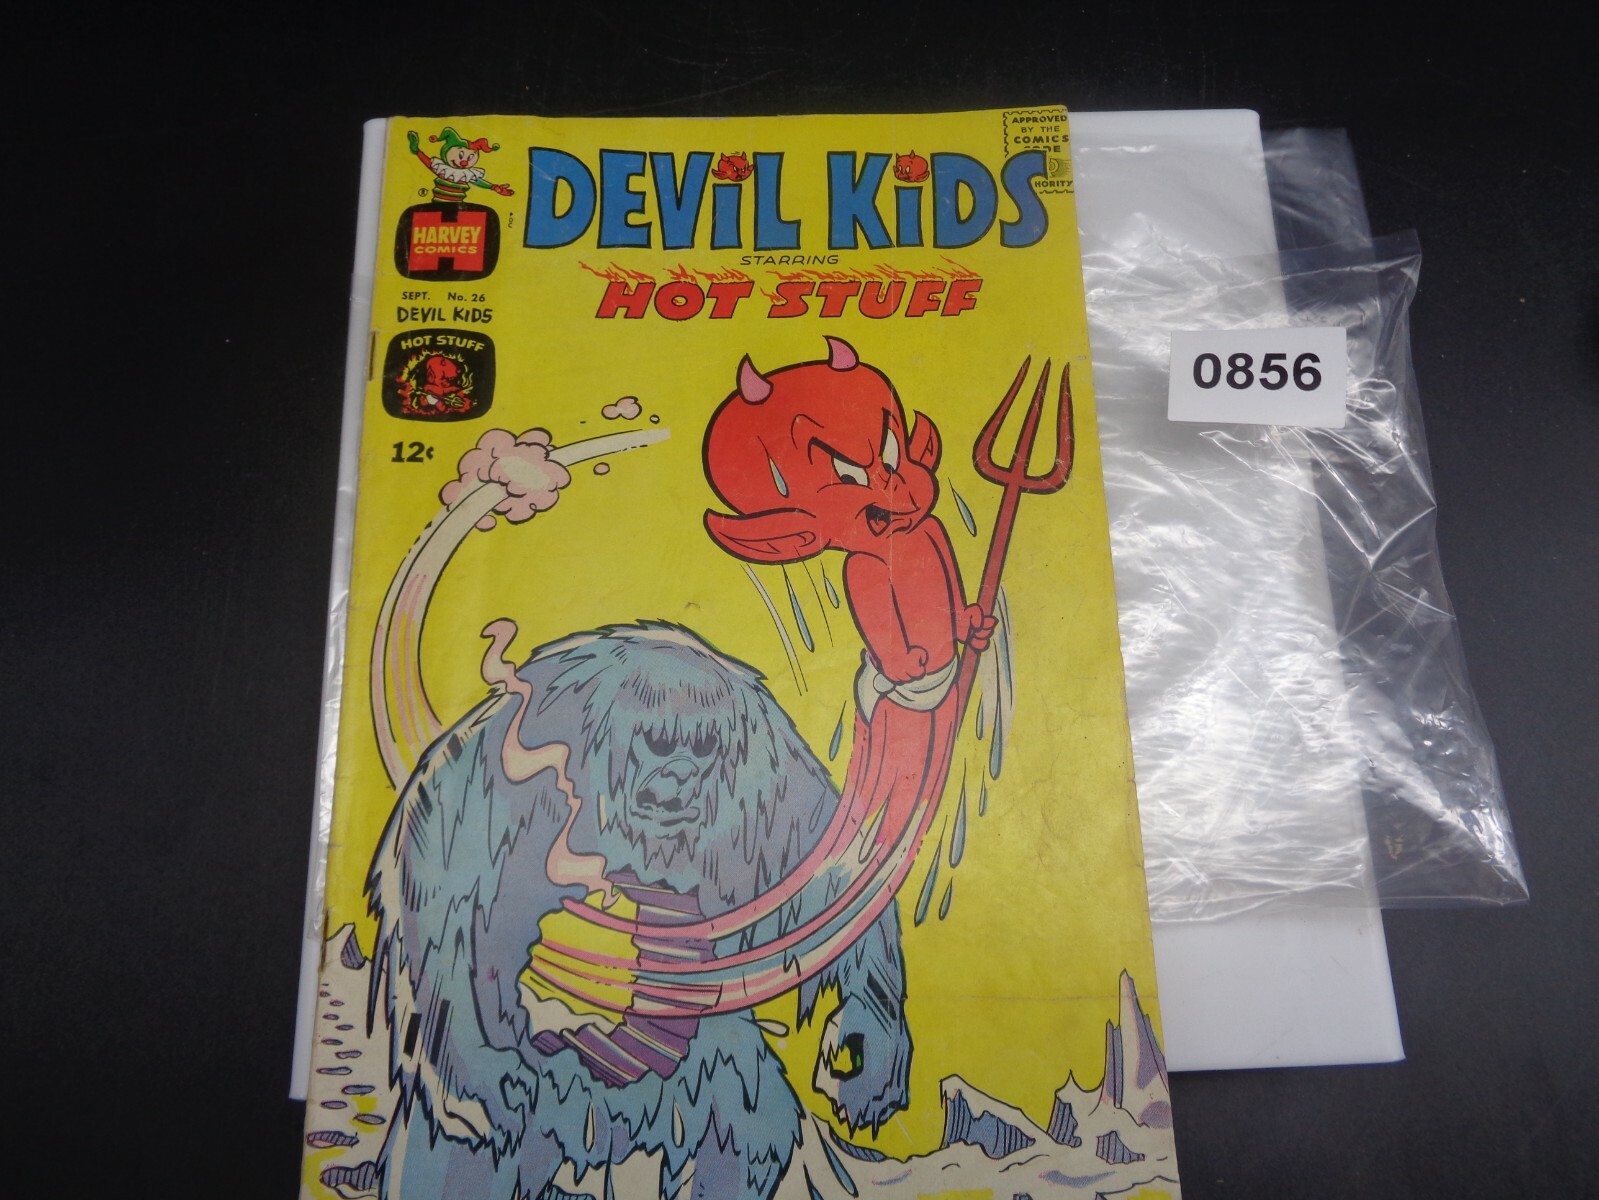 APPROVED
BY THE
COMICS
CODE
HORITY
DEVIL KIDS
HARVEY
COMICS
STARRING
HOT STUFF
SEPT. No. 26
DEVIL KIDS
HOT STUFF
12¢
0856